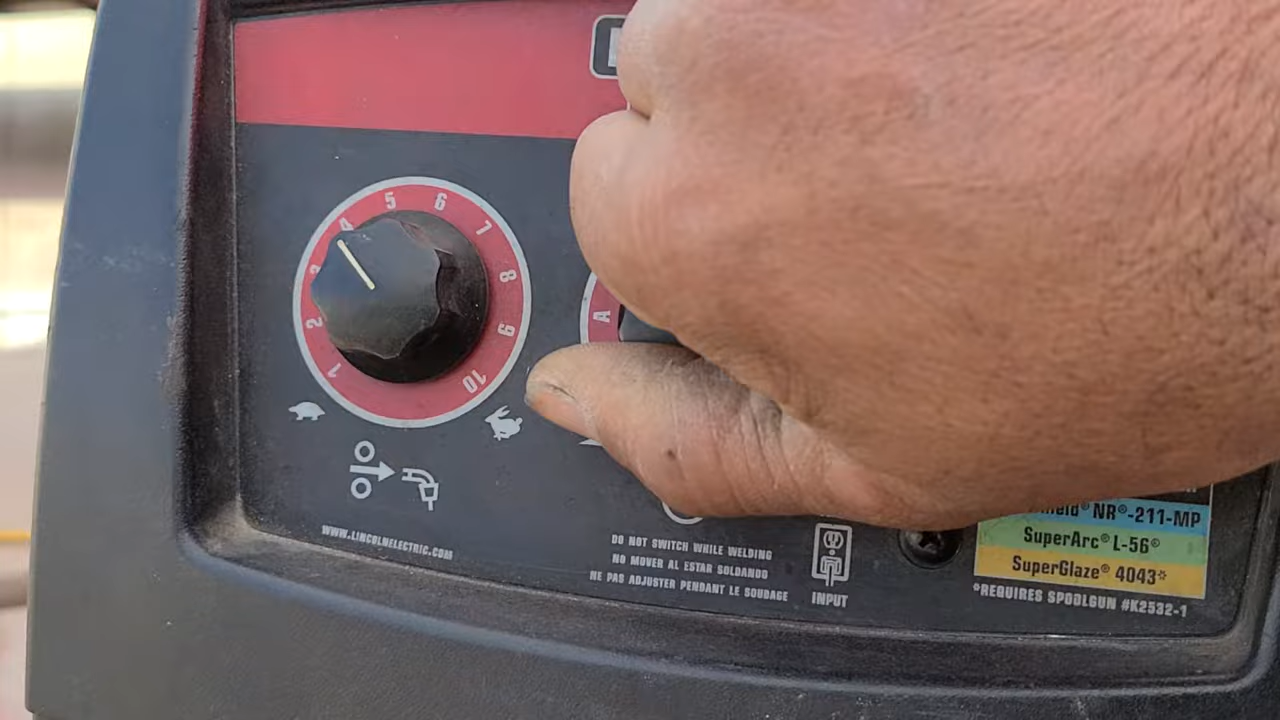 5 6
4 7
3 8
2 9
1 10
A
WWW.LINCOLNELECTRIC.COM
DO NOT SWITCH WHILE WELDING
NO MOVER AL ESTAR SOLDANDO
NE PAS AJUSTER PENDANT LE SOUDAGE
INPUT
NR®-211-MP
SuperArc® L-56®
SuperGlaze® 4043*
*REQUIRES SPOOLGUN #K2532-1